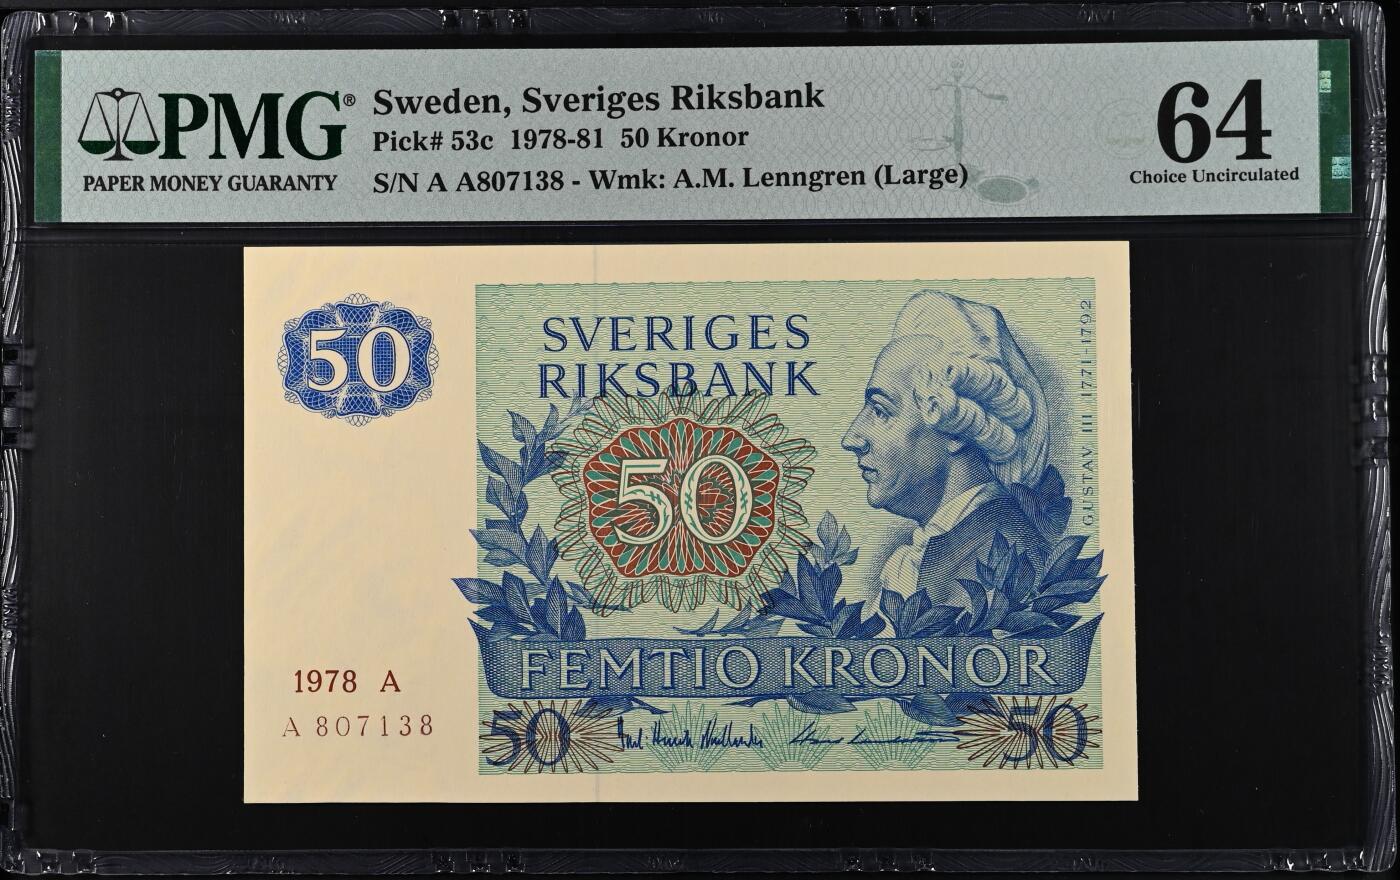 PMG®
PAPER MONEY GUARANTY
Sweden, Sveriges Riksbank
Pick# 53c 1978-81 50 Kronor
S/N A A807138 - Wmk: A.M. Lenngren (Large)
64
Choice Uncirculated
50
SVERIGES
RIKSBANK
50
GUSTAV III 1771-1792
FEMTIO KRONOR
1978 A
A 807138
50
50